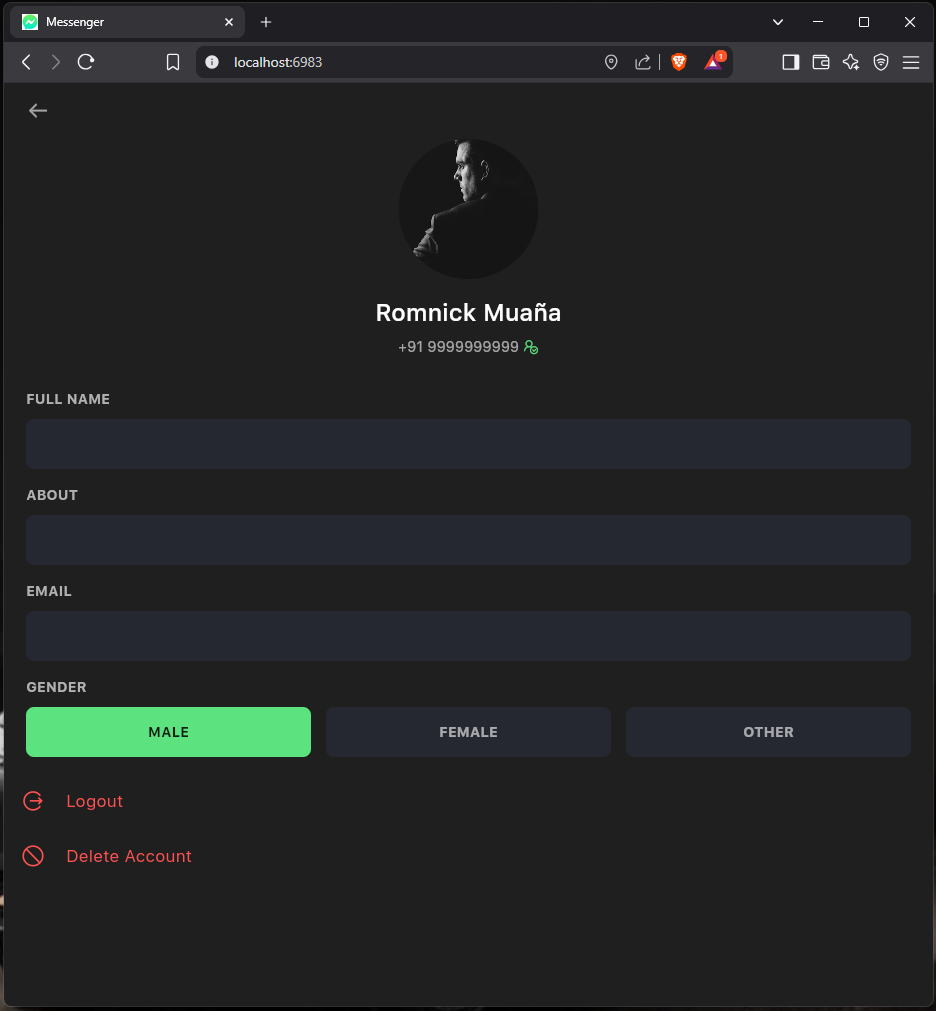 Messenger
localhost:6983
1
Romnick Muaña
+91 9999999999
FULL NAME
ABOUT
EMAIL
GENDER
MALE FEMALE OTHER
Logout
Delete Account